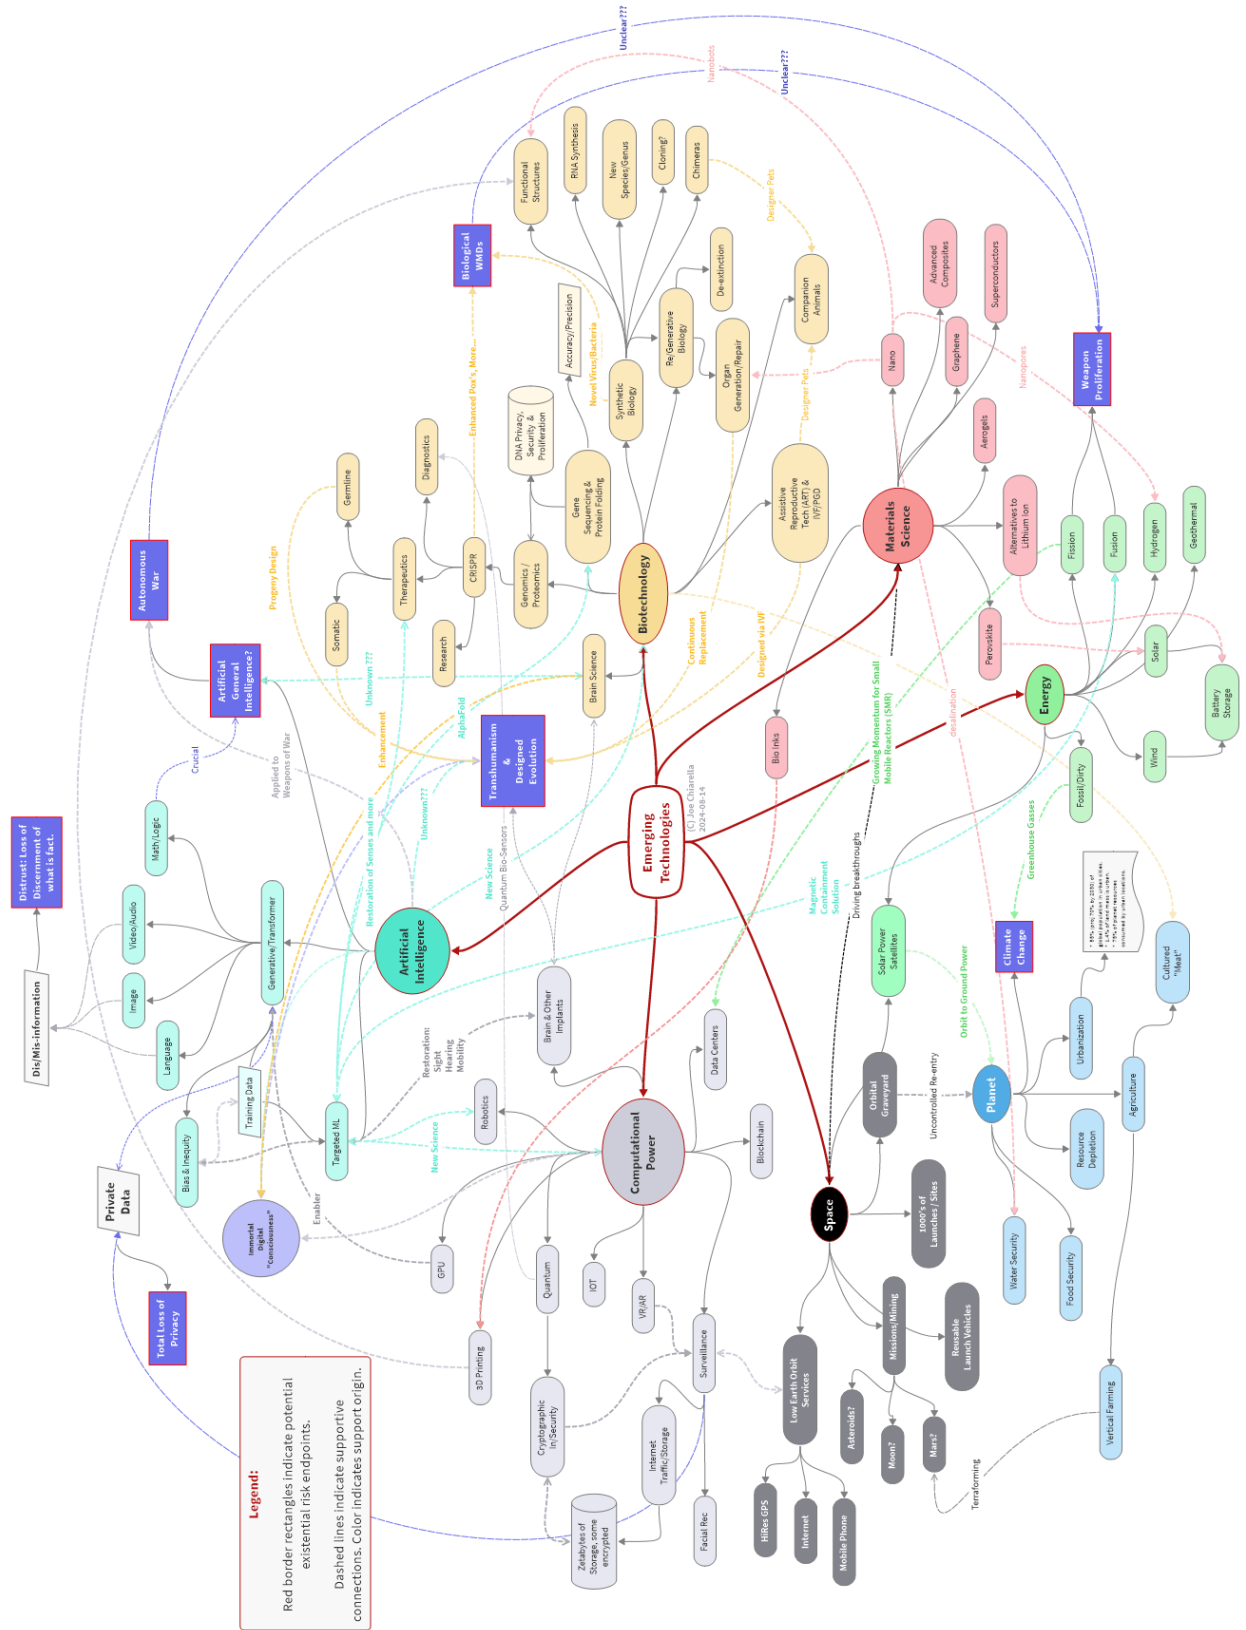 Legend:
Red border rectangles indicate potential
existential risk endpoints.
Dashed lines indicate supportive
connections. Color indicates support origin.
Emerging
Technologies
(C) Joe Chiarella
2024-08-14
Artificial
Intelligence
Generative/Transformer
Math/Logic
Video/Audio
Image
Language
Bias & Inequity
Training Data
Targeted ML
Dis/Mis-information
Distrust: Loss of
Discernment of
what is fact.
Private
Data
Total Loss of
Privacy
Immortal
Digital
"consciousness"
Artificial
General
Intelligence?
Autonomous
War
Crucial
Applied to
Weapons of War
Enabler
Restoration of Senses and more
Unknown???
Unknown ???
AlphaFold
New Science
New Science
Enhancement
Progeny Design
Restoration:
Sight
Hearing
Mobility
Quantum Bio-Sensors
Transhumanism
&
Designed
Evolution
Biotechnology
Brain Science
Genomics /
Proteomics
CRISPR
Research
Therapeutics
Diagnostics
Somatic
Germline
DNA Privacy,
Security &
Proliferation
Gene
Sequencing &
Protein Folding
Accuracy/Precision
Synthetic
Biology
Functional
Structures
RNA Synthesis
New
Species/Genus
Cloning?
Chimeras
Re/Generative
Biology
De-extinction
Organ
Generation/Repair
Companion
Animals
Assistive
Reproductive
Tech (ART) &
IVF/PGD
Biological
WMDs
Enhanced Pnx's, More...
Novel Virus/Bacteria
Designer Pets
Designer Pets
Continuous
Replacement
Designed via IVF
Unclear???
Unclear???
Nanobots
Nanopores
Materials
Science
Nano
Advanced
Composites
Graphene
Superconductors
Aerogels
Alternatives to
Lithium Ion
Perovskite
Bio Inks
desalination
Driving breakthroughs
Energy
Fission
Fusion
Hydrogen
Geothermal
Solar
Battery
Storage
Wind
Fossil/Dirty
Solar Power
Satellites
Weapon
Proliferation
Growing Momentum for Small
Mobile Reactors (SMR)
Greenhouse Gasses
Magnetic
Containment
Solution
Orbit to Ground Power
Climate
Change
Planet
Urbanization
* 55% (proj 70% by 2050) of
global population in urban cities.
Cultured
"Meat"
Agriculture
Resource
Depletion
Water Security
Food Security
Vertical Farming
Terraforming
Uncontrolled Re-entry
Space
Orbital
Graveyard
1000's of
Launches / Sites
Missions/Mining
Reusable
Launch Vehicles
Asteroids?
Moon?
Mars?
Low Earth Orbit
Services
HiRes GPS
Internet
Mobile Phone
Computational
Power
Brain & Other
Implants
Robotics
Data Centers
Blockchain
GPU
Quantum
3D Printing
IOT
VR/AR
Surveillance
Cryptographic
In/Security
Internet
Traffic/Storage
Facial Rec
Zetabytes of
Storage, some
encrypted